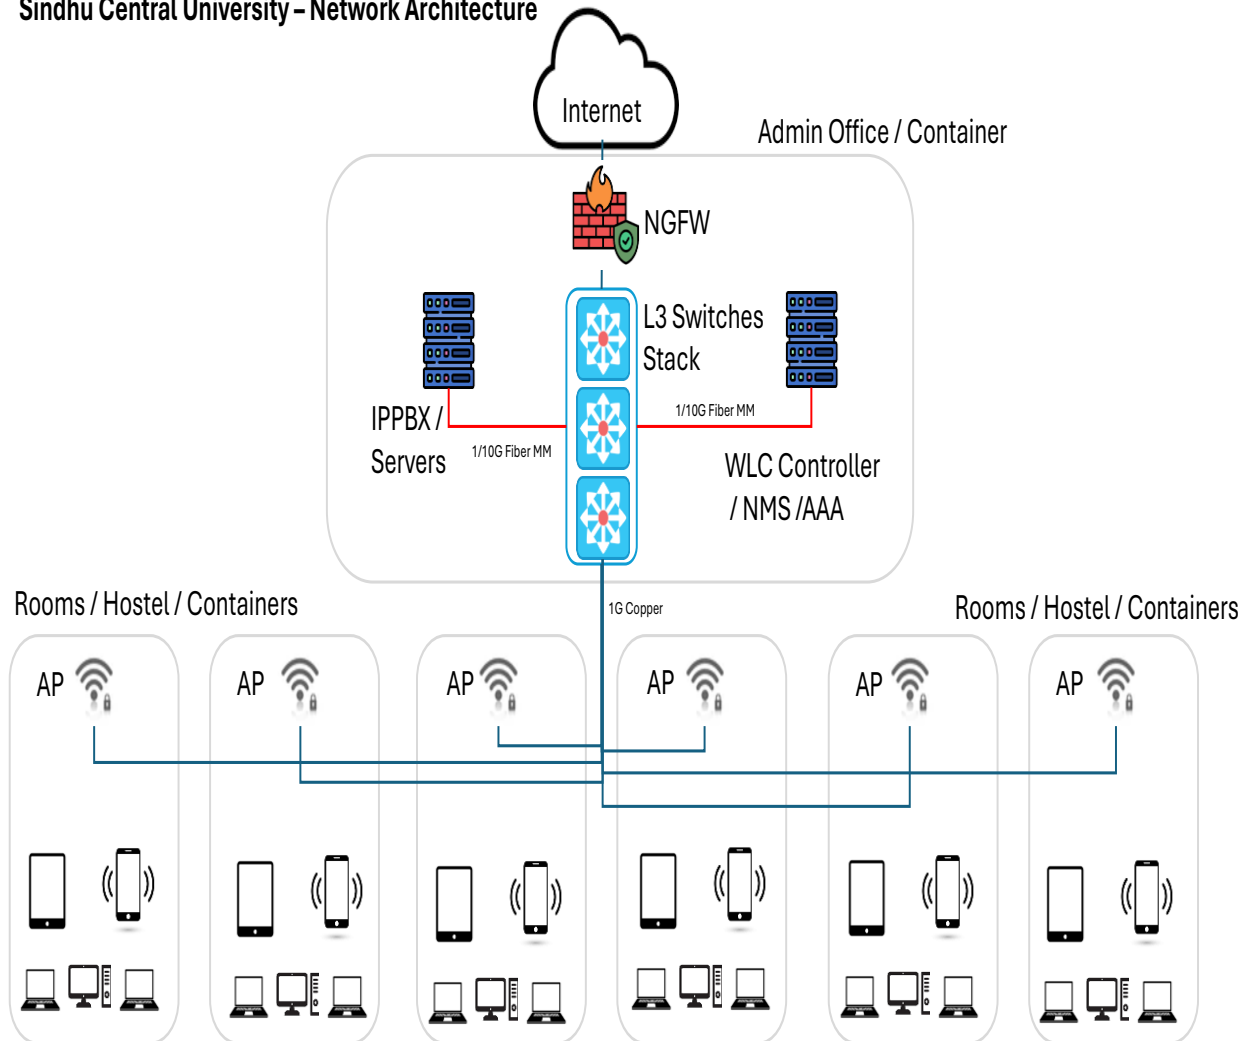 Sindhu Central University – Network Architecture
Internet
Admin Office / Container
NGFW
L3 Switches
Stack
1/10G Fiber MM
IPPBX /
Servers
1/10G Fiber MM
WLC Controller
/ NMS /AAA
Rooms / Hostel / Containers
1G Copper
Rooms / Hostel / Containers
AP
AP
AP
AP
AP
AP